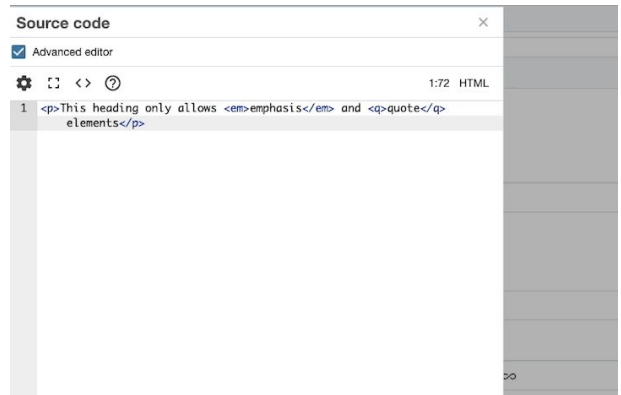 Source code
Advanced editor
1:72 HTML
1 <p>This heading only allows <em>emphasis</em> and <q>quote</q>
elements</p>